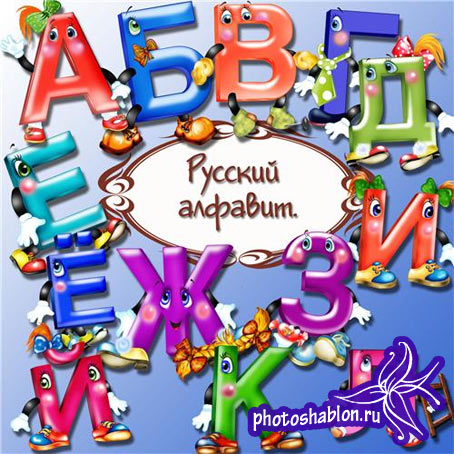 А Б В Г Д
Е
Русский
алфавит.
Ё Ж З И
Й К
photoshablon.ru